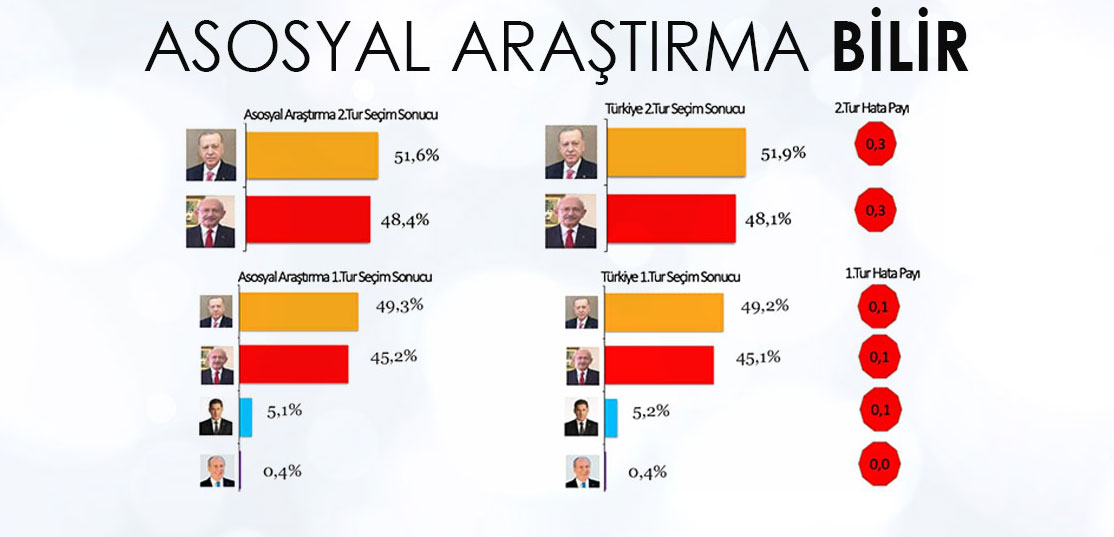 ASOSYAL ARAŞTIRMA BİLİR
Asosyal Araştırma 2.Tur Seçim Sonucu
51,6%
48,4%
Türkiye 2.Tur Seçim Sonucu
51,9%
48,1%
2.Tur Hata Payı
0,3
0,3
Asosyal Araştırma 1.Tur Seçim Sonucu
49,3%
45,2%
5,1%
0,4%
Türkiye 1.Tur Seçim Sonucu
49,2%
45,1%
5,2%
0,4%
1.Tur Hata Payı
0,1
0,1
0,1
0,0